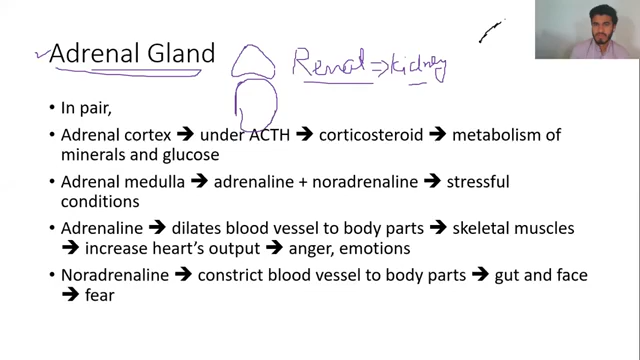 Adrenal Gland
Renal ⇒ kidney
• In pair,
• Adrenal cortex ➔ under ACTH ➔ corticosteroid ➔ metabolism of
minerals and glucose
• Adrenal medulla ➔ adrenaline + noradrenaline ➔ stressful
conditions
• Adrenaline ➔ dilates blood vessel to body parts ➔ skeletal muscles
➔ increase heart's output ➔ anger, emotions
• Noradrenaline ➔ constrict blood vessel to body parts ➔ gut and face
➔ fear